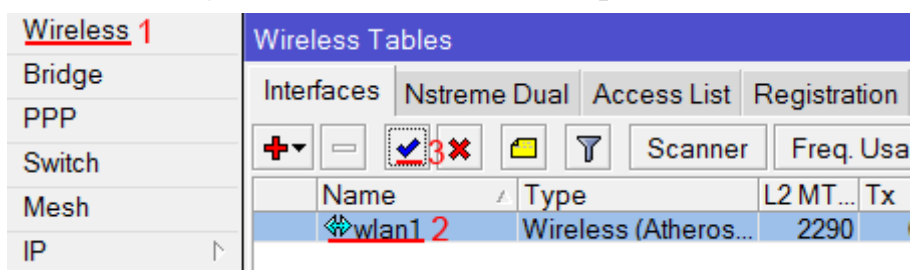 Wireless 1
Bridge
PPP
Switch
Mesh
IP
Wireless Tables
Interfaces Nstreme Dual Access List Registration
3 Scanner Freq. Usa
Name Type L2 MT... Tx
wlan1 2 Wireless (Atheros... 2290